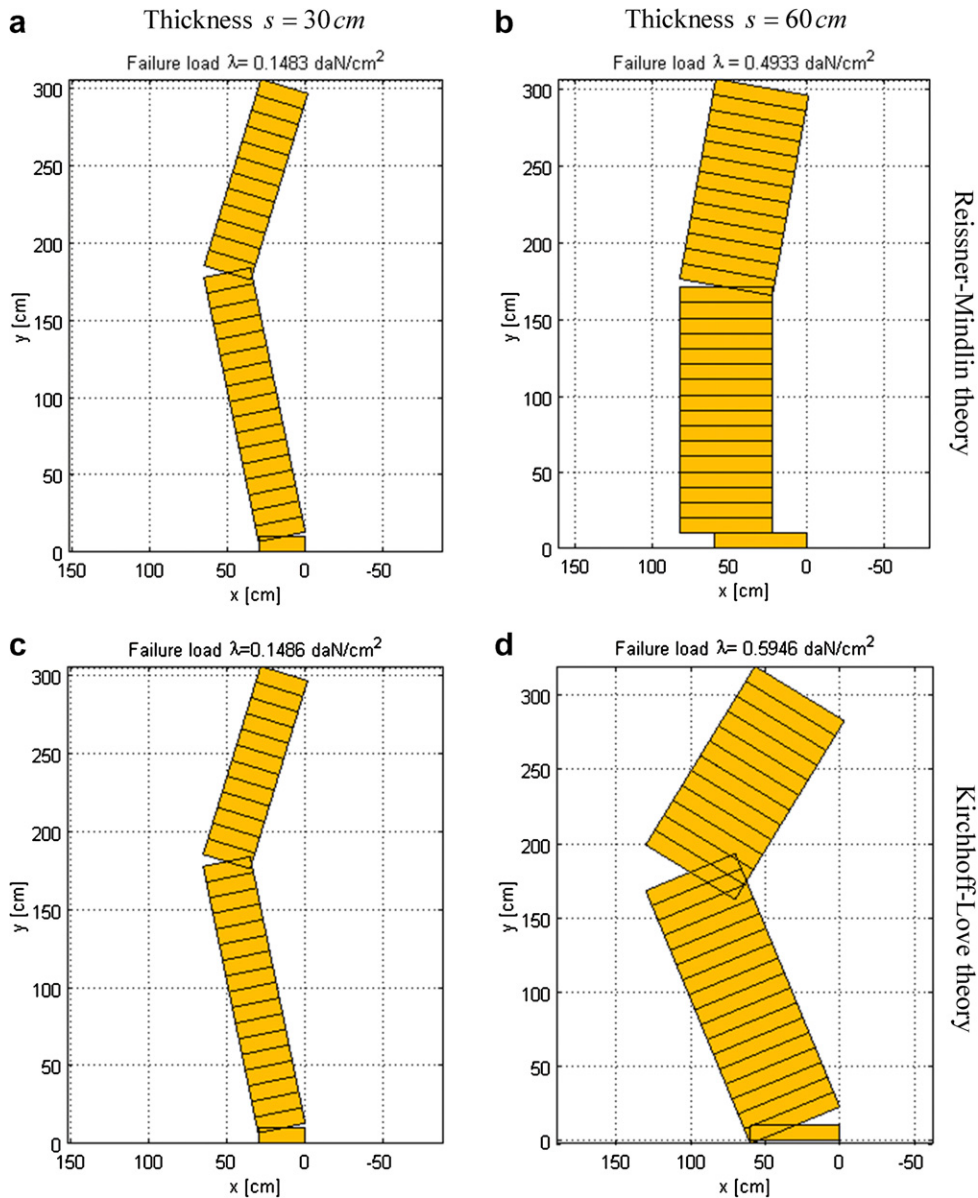 a
Thickness s = 30 cm
b
Thickness s = 60 cm
Failure load λ= 0.1483 daN/cm²
300
250
200
150
100
50
0
y [cm]
150 100 50 0 -50
x [cm]
Failure load λ= 0.4933 daN/cm²
300
250
200
150
100
50
0
y [cm]
150 100 50 0 -50
x [cm]
Reissner-Mindlin theory
c
Failure load λ=0.1486 daN/cm²
300
250
200
150
100
50
0
y [cm]
150 100 50 0 -50
x [cm]
d
Failure load λ= 0.5946 daN/cm²
300
250
200
150
100
50
0
y [cm]
150 100 50 0 -50
x [cm]
Kirchhoff-Love theory